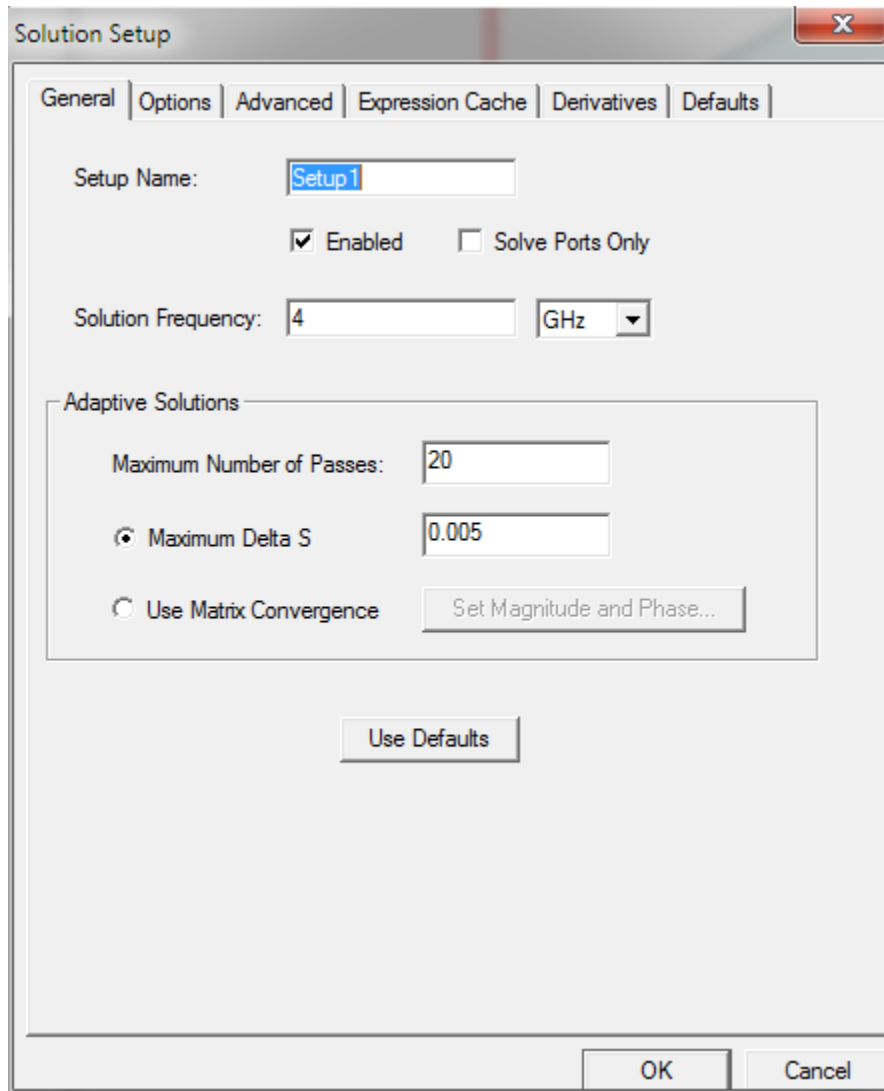 Solution Setup
General Options Advanced Expression Cache Derivatives Defaults
Setup Name: Setup1
Enabled Solve Ports Only
Solution Frequency: 4 GHz
Adaptive Solutions
Maximum Number of Passes: 20
Maximum Delta S 0.005
Use Matrix Convergence Set Magnitude and Phase...
Use Defaults
OK Cancel